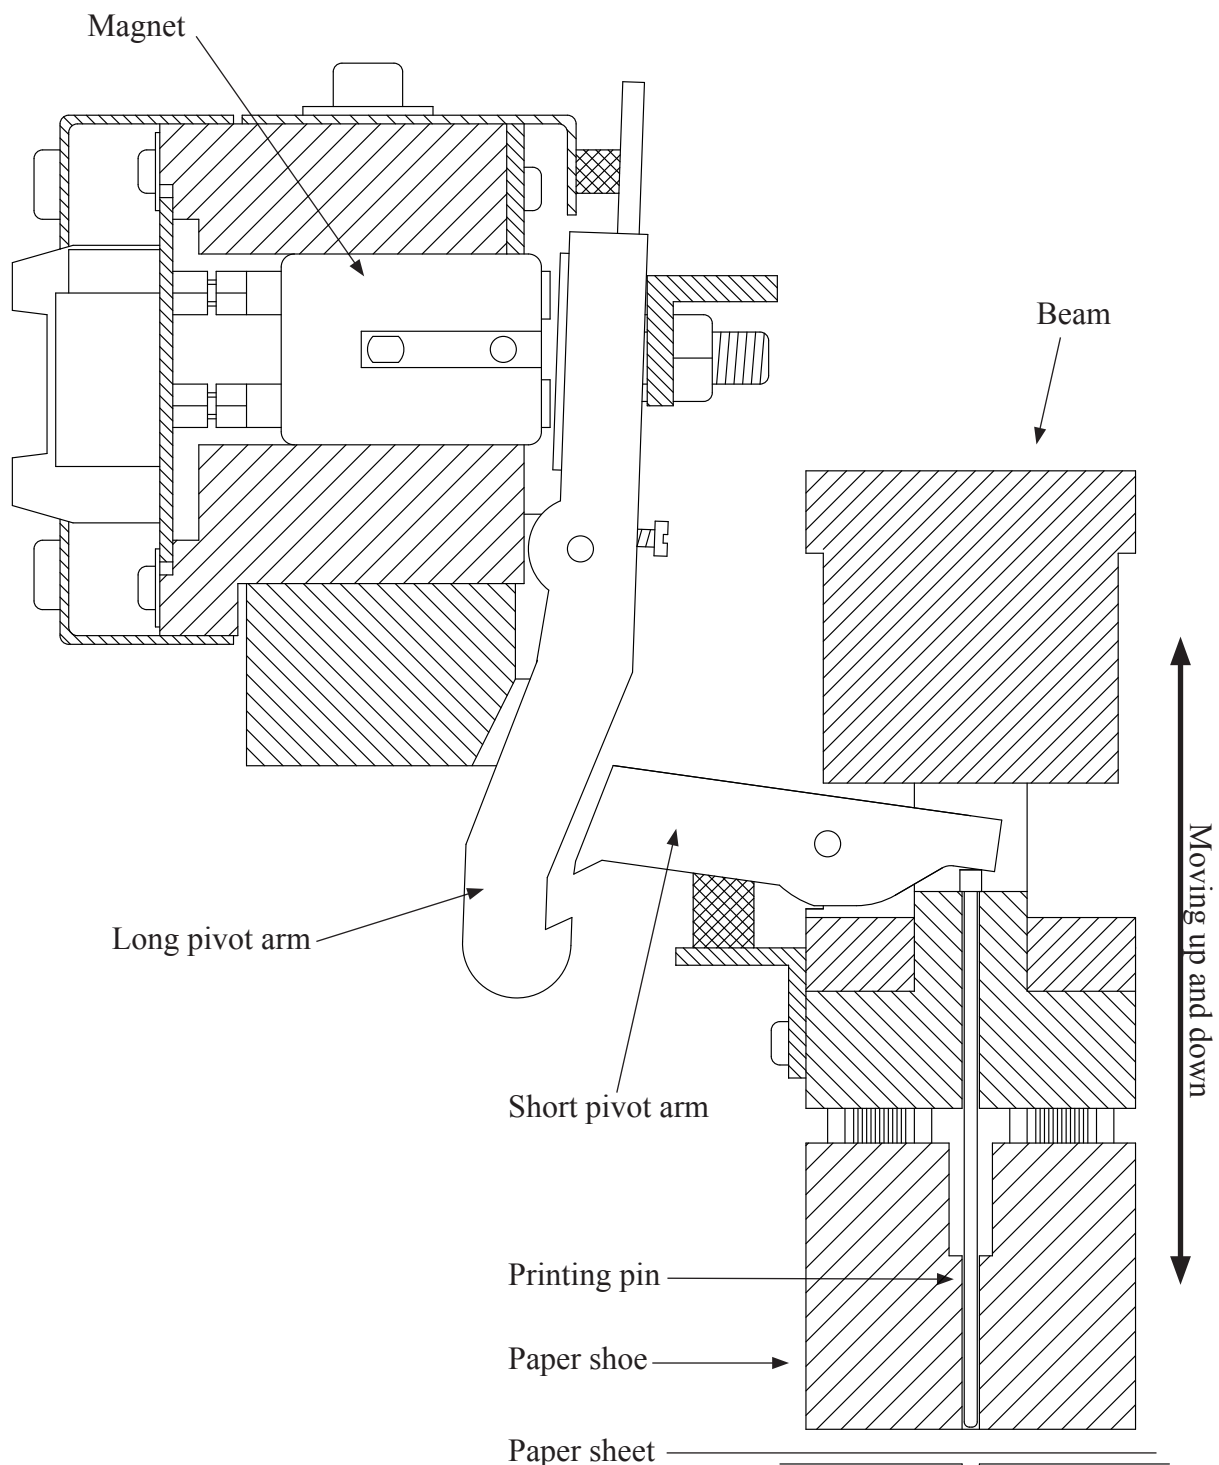 Magnet
Beam
Moving up and down
Long pivot arm
Short pivot arm
Printing pin
Paper shoe
Paper sheet